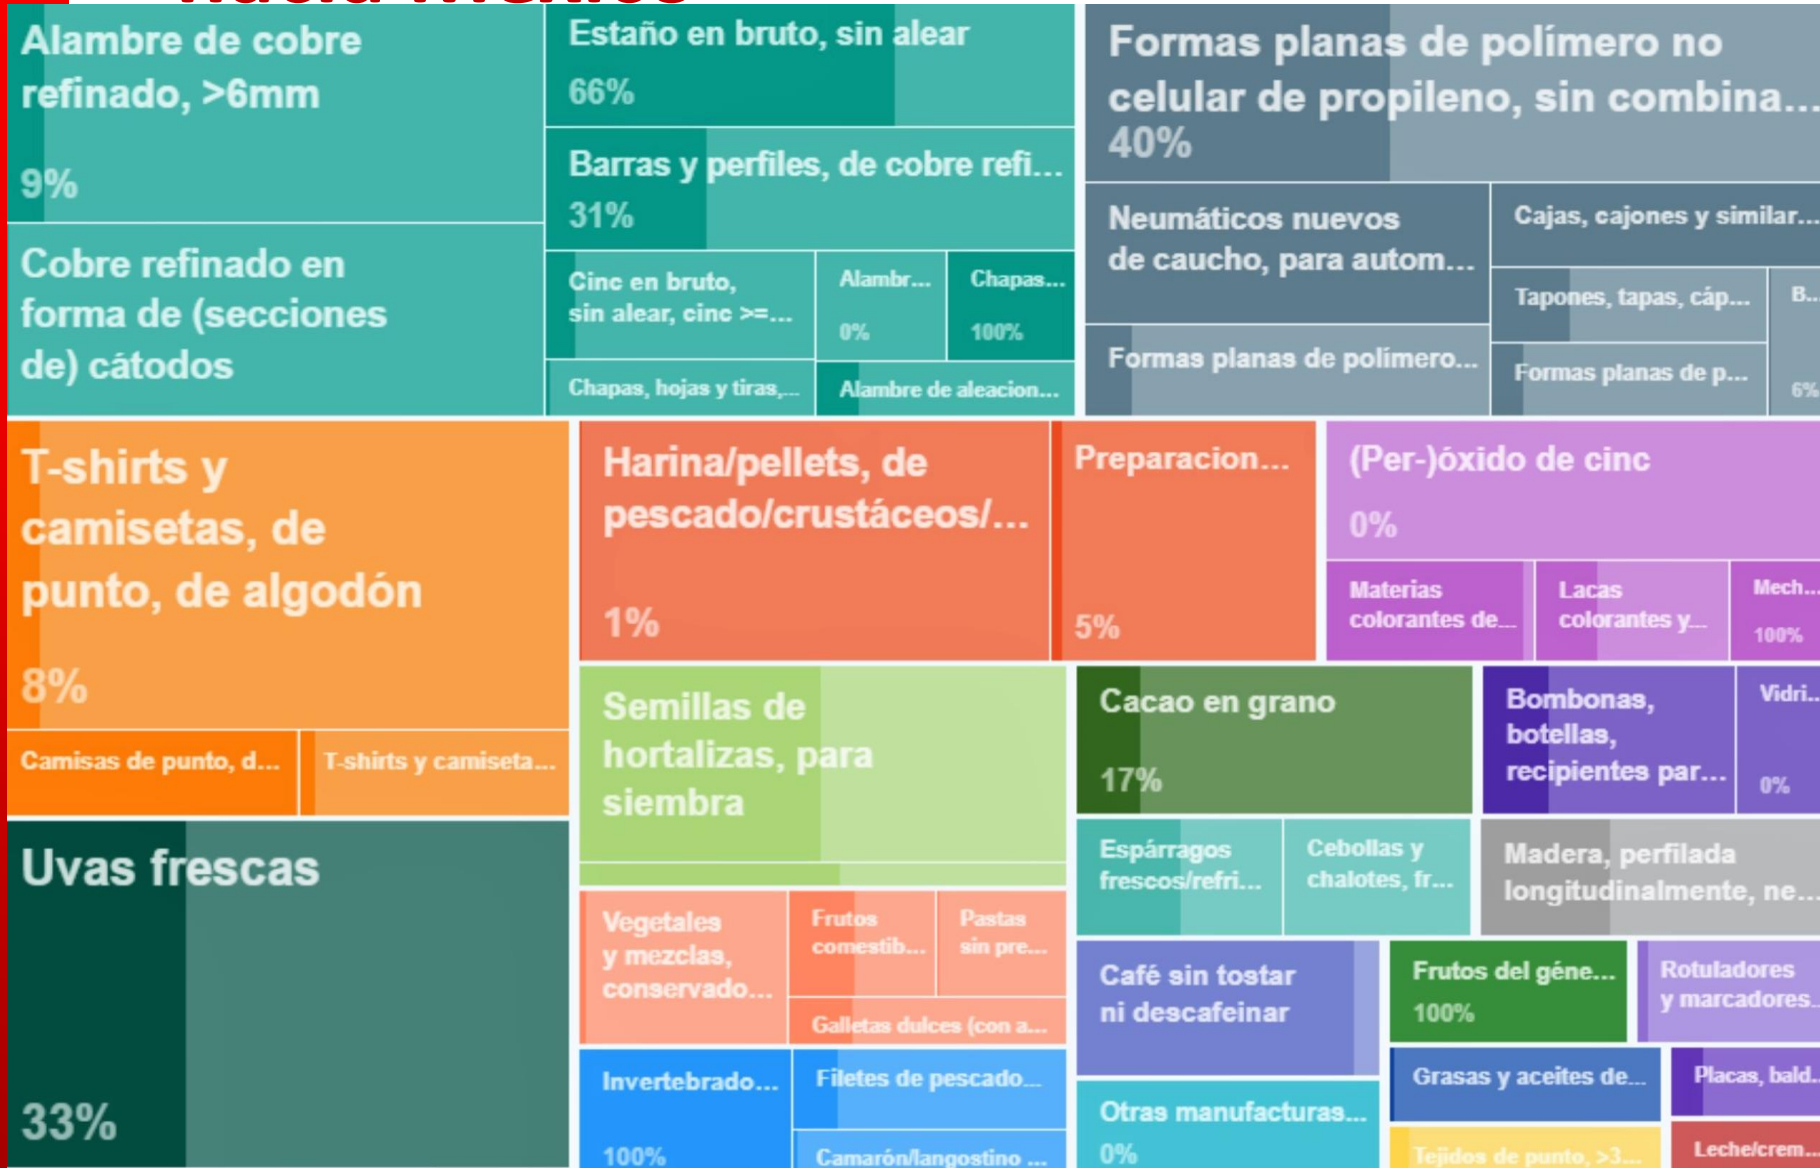 hacia México
Alambre de cobre
refinado, >6mm
9%
Cobre refinado en
forma de (secciones
de) cátodos
Estaño en bruto, sin alear
66%
Barras y perfiles, de cobre refi...
31%
Cinc en bruto,
sin alear, cinc >=...
Alambr...
0%
Chapas...
100%
Chapas, hojas y tiras,...
Alambre de aleacion...
Formas planas de polímero no
celular de propileno, sin combina...
40%
Neumáticos nuevos
de caucho, para autom...
Formas planas de polímero...
Cajas, cajones y similar...
Tapones, tapas, cáp...
B...
6%
Formas planas de p...
T-shirts y
camisetas, de
punto, de algodón
8%
Camisas de punto, d...
T-shirts y camiseta...
Uvas frescas
33%
Harina/pellets, de
pescado/crustáceos/...
1%
Preparacion...
5%
(Per-)óxido de cinc
0%
Materias
colorantes de...
Lacas
colorantes y...
Mech...
100%
Semillas de
hortalizas, para
siembra
Vegetales
y mezclas,
conservado...
Frutos
comestib...
Pastas
sin pre...
Galletas dulces (con a...
Invertebrado...
100%
Filetes de pescado...
Camarón/langostino ...
Cacao en grano
17%
Espárragos
frescos/refri...
Cebollas y
chalotes, fr...
Café sin tostar
ni descafeinar
Otras manufacturas...
0%
Bombonas,
botellas,
recipientes par...
Vidri...
0%
Madera, perfilada
longitudinalmente, ne...
Frutos del géne...
100%
Rotuladores
y marcadores...
Grasas y aceites de...
Placas, bald...
Tejidos de punto, >3...
Leche/crem...